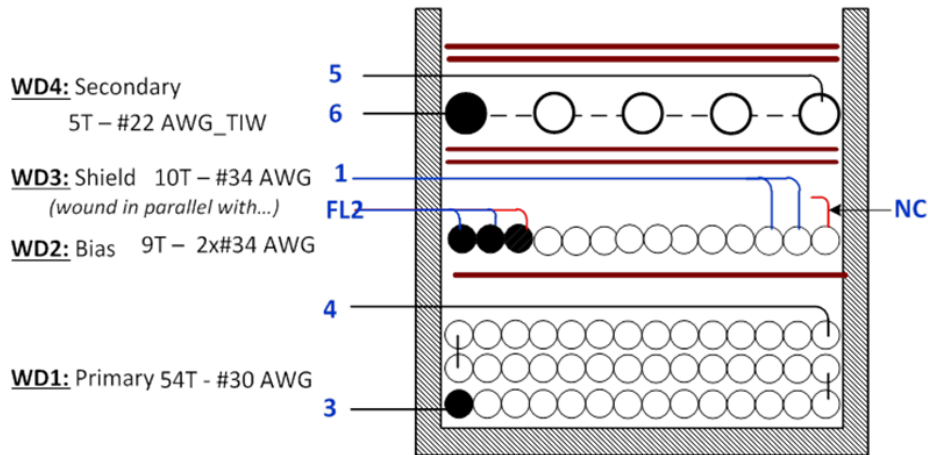 WD4: Secondary
5T – #22 AWG_TIW
5
6
WD3: Shield 10T – #34 AWG
(wound in parallel with…)
WD2: Bias 9T – 2x#34 AWG
1
FL2
NC
4
WD1: Primary 54T - #30 AWG
3